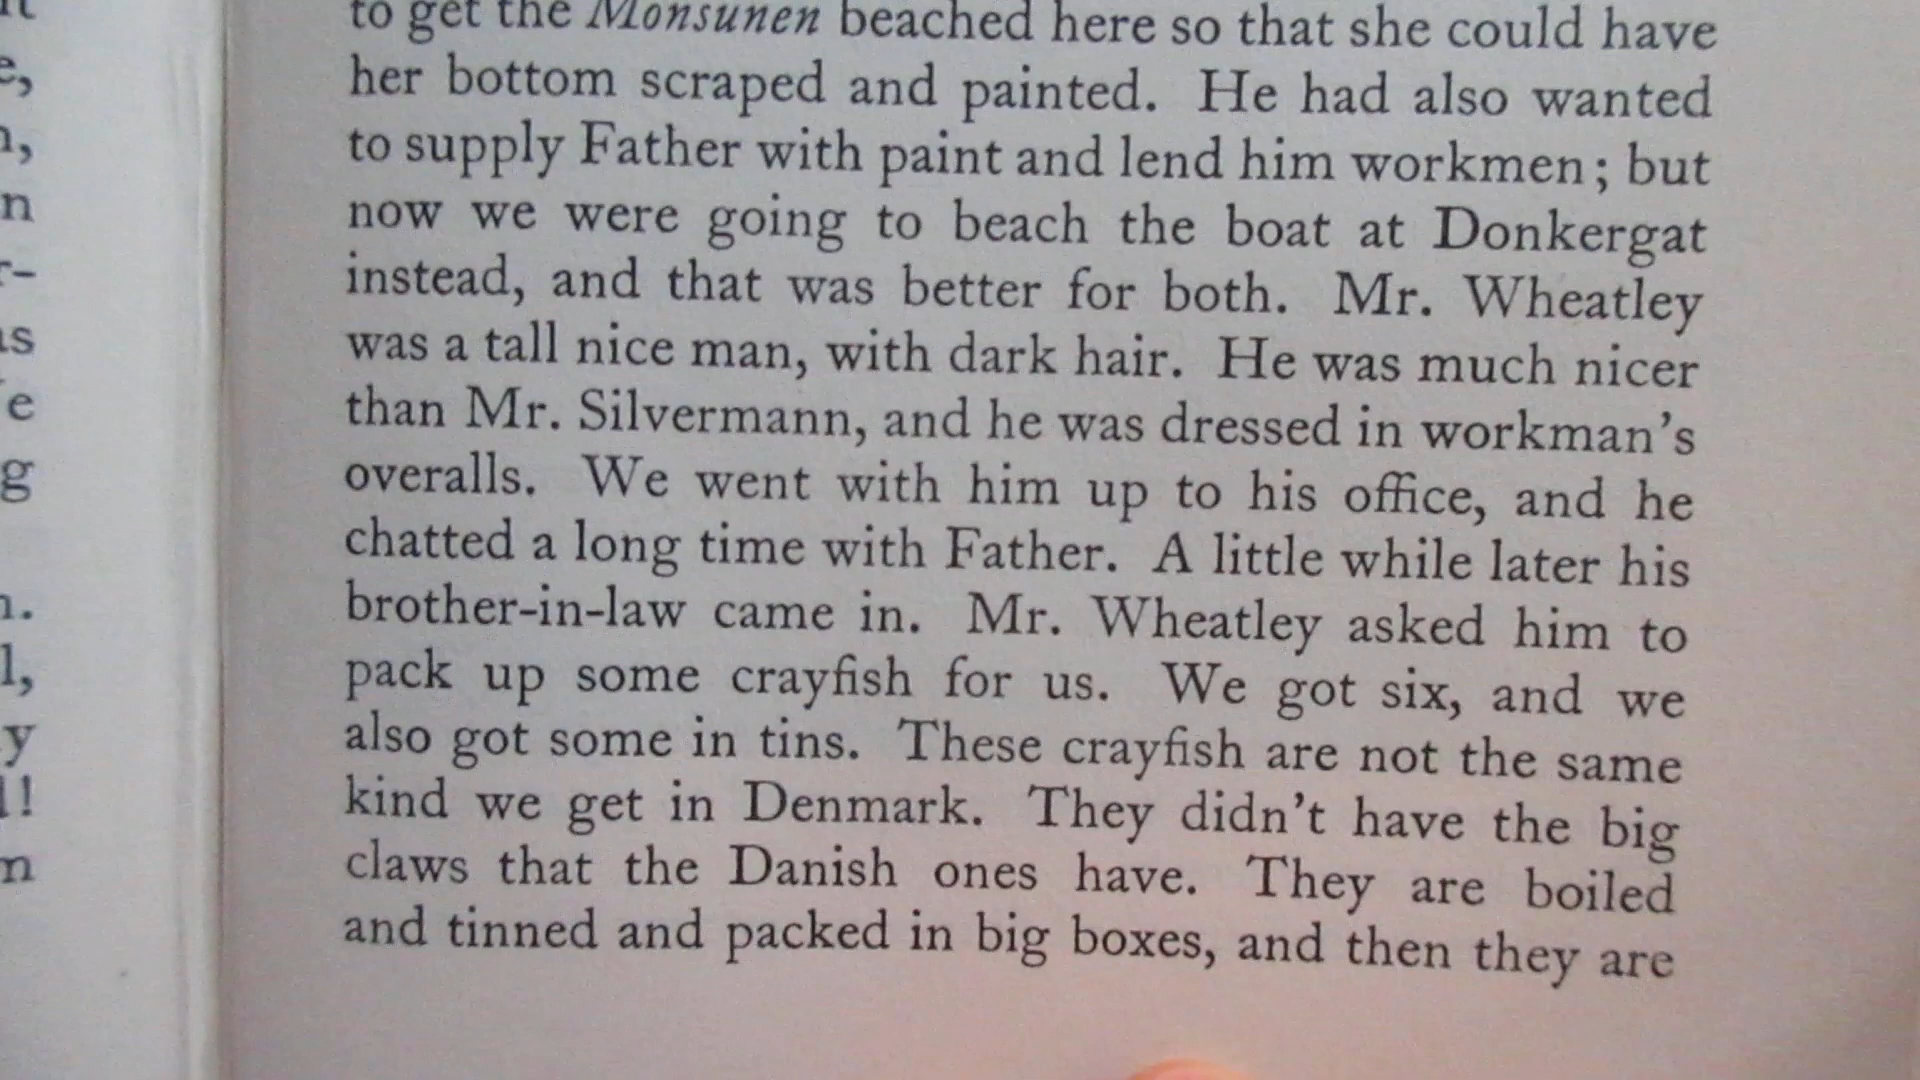 to get the Monsunen beached here so that she could have
her bottom scraped and painted. He had also wanted
to supply Father with paint and lend him workmen; but
now we were going to beach the boat at Donkergat
instead, and that was better for both. Mr. Wheatley
was a tall nice man, with dark hair. He was much nicer
than Mr. Silvermann, and he was dressed in workman's
overalls. We went with him up to his office, and he
chatted a long time with Father. A little while later his
brother-in-law came in. Mr. Wheatley asked him to
pack up some crayfish for us. We got six, and we
also got some in tins. These crayfish are not the same
kind we get in Denmark. They didn't have the big
claws that the Danish ones have. They are boiled
and tinned and packed in big boxes, and then they are